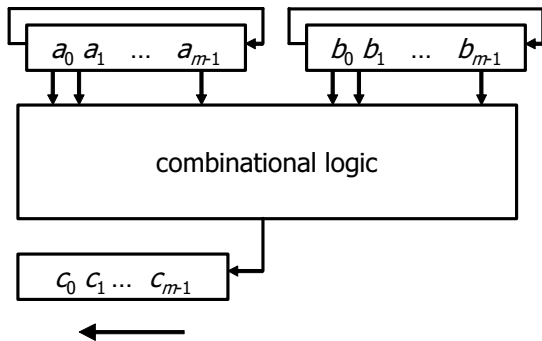 a₀ a₁ ... aₘ₋₁ b₀ b₁ ... bₘ₋₁
combinational logic
c₀ c₁ ... cₘ₋₁